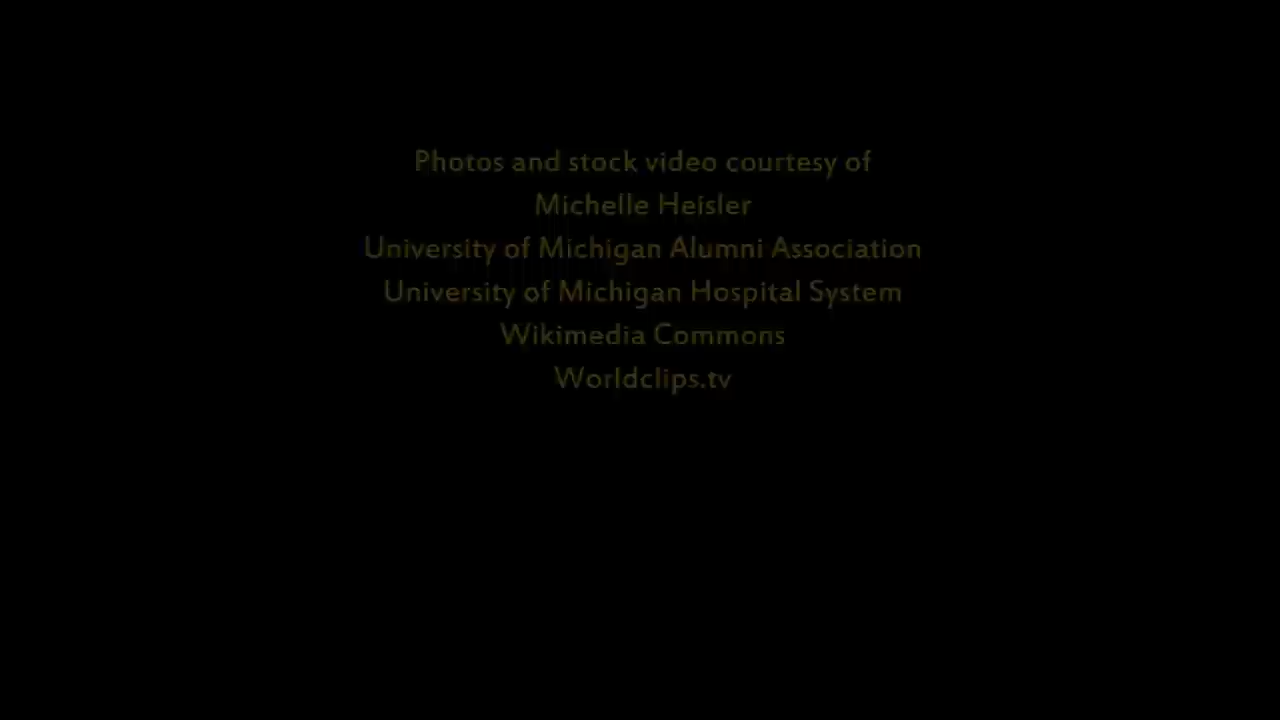 Photos and stock video courtesy of
Michelle Heisler
University of Michigan Alumni Association
University of Michigan Hospital System
Wikimedia Commons
Worldclips.tv